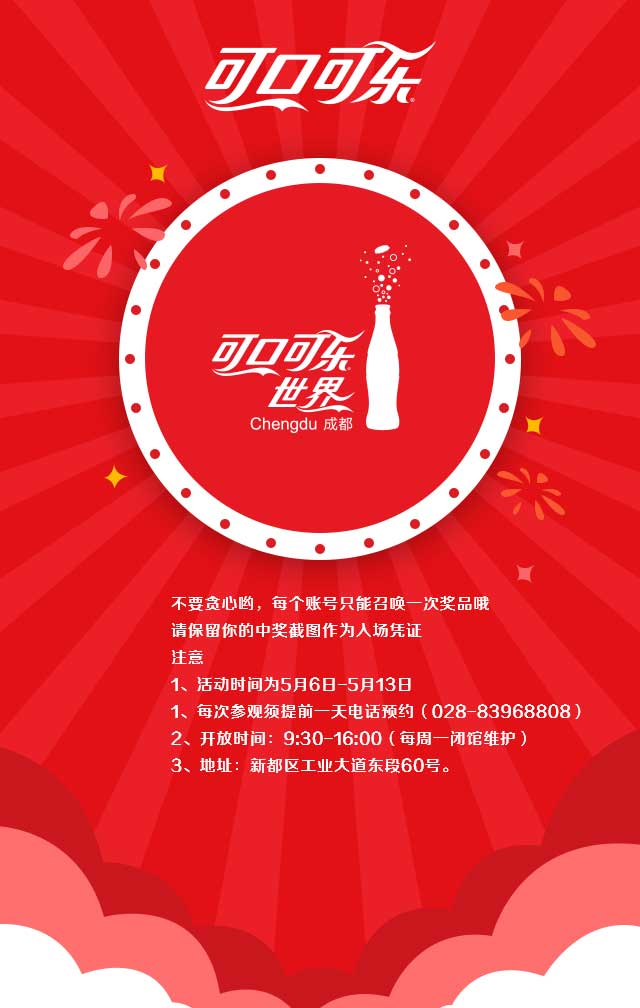 可口可乐
可口可乐
世界
Chengdu 成都
不要贪心哟，每个账号只能召唤一次奖品哦
请保留你的中奖截图作为入场凭证
注意
1、活动时间为5月6日-5月13日
1、每次参观须提前一天电话预约（028-83968808）
2、开放时间：9:30-16:00（每周一闭馆维护）
3、地址：新都区工业大道东段60号。